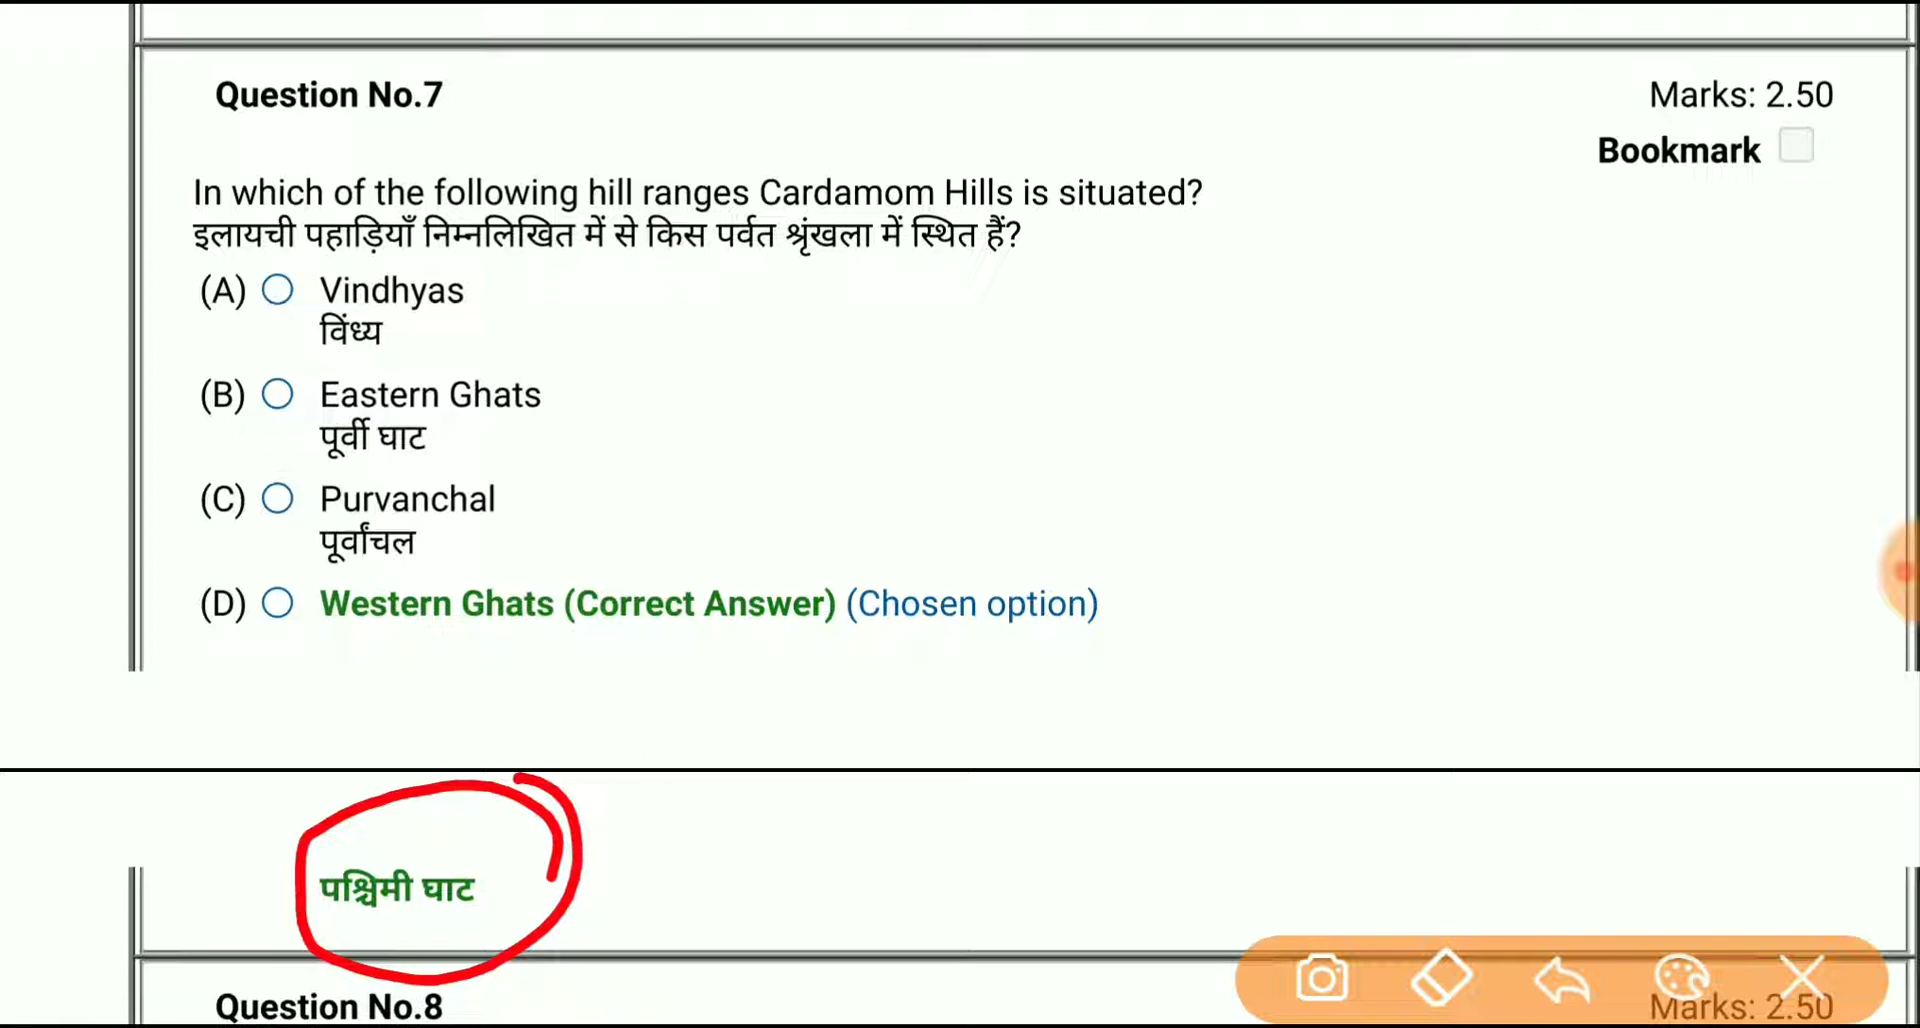 Question No.7
Marks: 2.50
Bookmark
In which of the following hill ranges Cardamom Hills is situated?
इलायची पहाड़ियाँ निम्नलिखित में से किस पर्वत श्रृंखला में स्थित हैं?
(A) Vindhyas
विंध्य
(B) Eastern Ghats
पूर्वी घाट
(C) Purvanchal
पूर्वांचल
(D) Western Ghats (Correct Answer) (Chosen option)
पश्चिमी घाट
Question No.8
Marks: 2.50